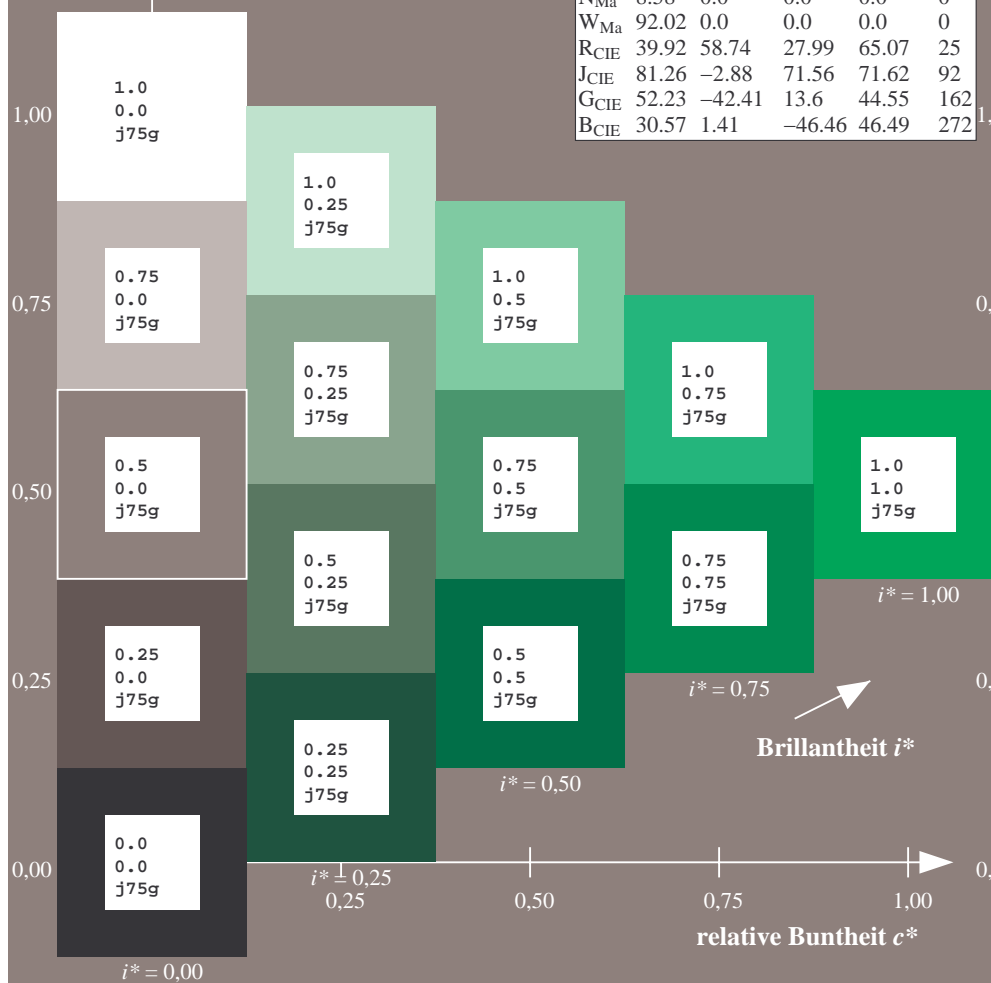 W_Ma 92.02 0.0 0.0 0.0 0
R_CIE 39.92 58.74 27.99 65.07 25
J_CIE 81.26 −2.88 71.56 71.62 92
G_CIE 52.23 −42.41 13.6 44.55 162
B_CIE 30.57 1.41 −46.46 46.49 272
1,00
1.0
0.0
j75g
1.0
0.25
j75g
0,75
0.75
0.0
j75g
1.0
0.5
j75g
0.75
0.25
j75g
1.0
0.75
j75g
0,50
0.5
0.0
j75g
0.75
0.5
j75g
1.0
1.0
j75g
0.5
0.25
j75g
0.75
0.75
j75g
i* = 1,00
0,25
0.25
0.0
j75g
0.5
0.5
j75g
i* = 0,75
Brillantheit i*
0.25
0.25
j75g
i* = 0,50
0,00
0.0
0.0
j75g
i* = 0,25
0,25 0,50 0,75 1,00
relative Buntheit c*
i* = 0,00